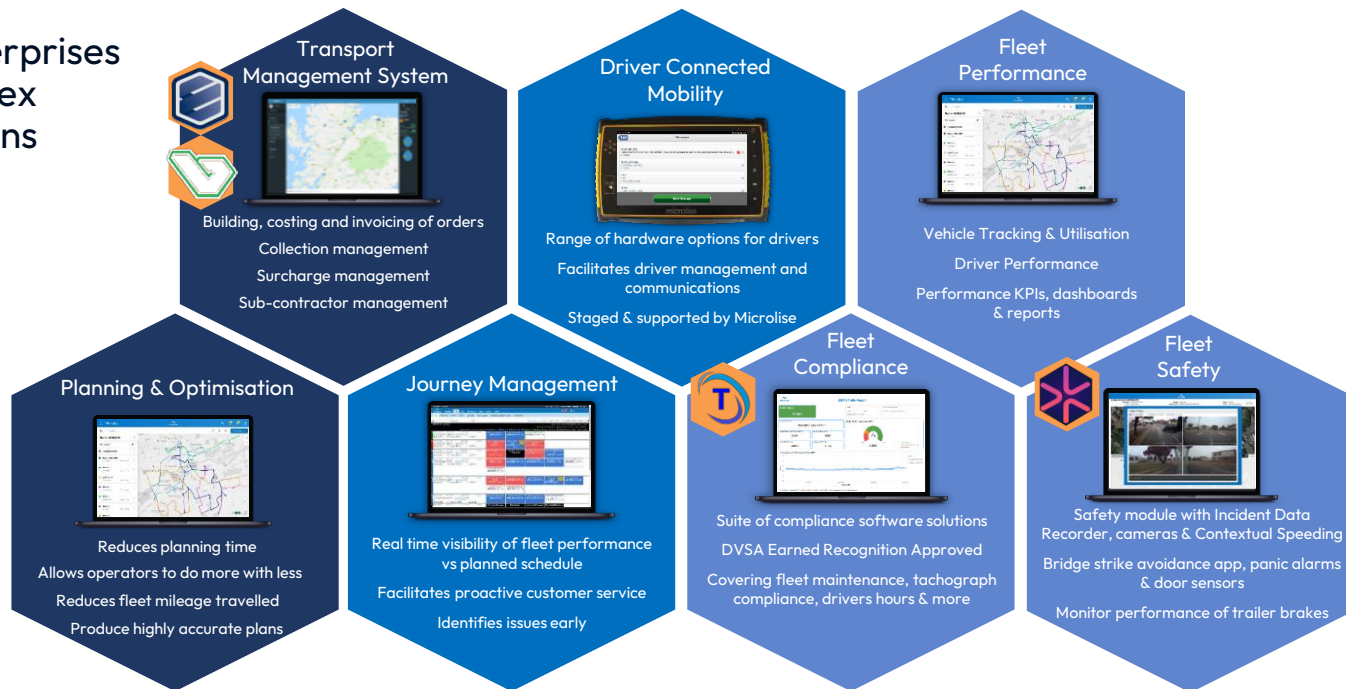 erprises
ex
ns
Transport
Management System
Building, costing and invoicing of orders
Collection management
Surcharge management
Sub-contractor management
Driver Connected
Mobility
microlise
Range of hardware options for drivers
Facilitates driver management and
communications
Staged & supported by Microlise
Fleet
Performance
Vehicle Tracking & Utilisation
Driver Performance
Performance KPIs, dashboards
& reports
Planning & Optimisation
Reduces planning time
Allows operators to do more with less
Reduces fleet mileage travelled
Produce highly accurate plans
Journey Management
Real time visibility of fleet performance
vs planned schedule
Facilitates proactive customer service
Identifies issues early
Fleet
Compliance
T
Suite of compliance software solutions
DVSA Earned Recognition Approved
Covering fleet maintenance, tachograph
compliance, drivers hours & more
Fleet
Safety
Safety module with Incident Data
Recorder, cameras & Contextual Speeding
Bridge strike avoidance app, panic alarms
& door sensors
Monitor performance of trailer brakes